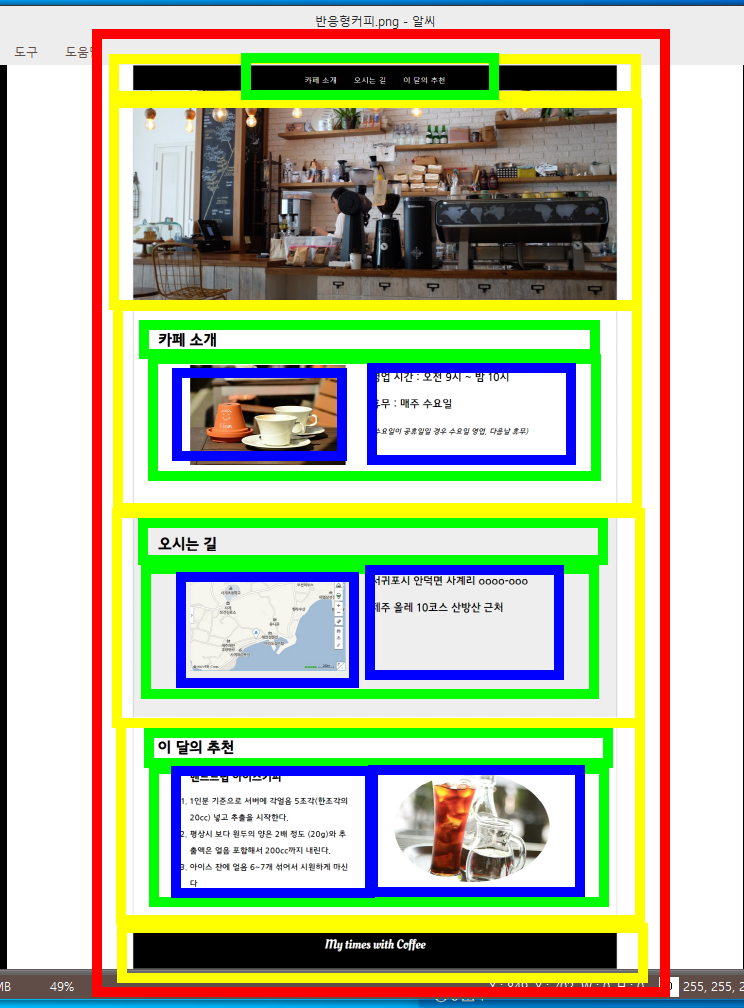 반응형커피.png - 알씨
도구
카페 소개 오시는 길 이 달의 추천
카페 소개
영업 시간 : 오전 9시 ~ 밤 10시
휴무 : 매주 수요일
수요일이 공휴일일 경우 수요일 영업, 다음날 휴무)
오시는 길
서귀포시 안덕면 사계리 oooo-ooo
제주 올레 10코스 산방산 근처
이 달의 추천
핸드드립 아이스커피
1. 1인분 기준으로 서버에 각얼음 5조각(한조각의
20cc) 넣고 추출을 시작한다.
2. 평상시 보다 원두의 양은 2배 정도 (20g)와 추
출액은 얼음 포함해서 200cc까지 내린다.
3. 아이스 잔에 얼음 6~7개 섞어서 시원하게 마신
다
My times with Coffee
MB 49% 255, 255, 2